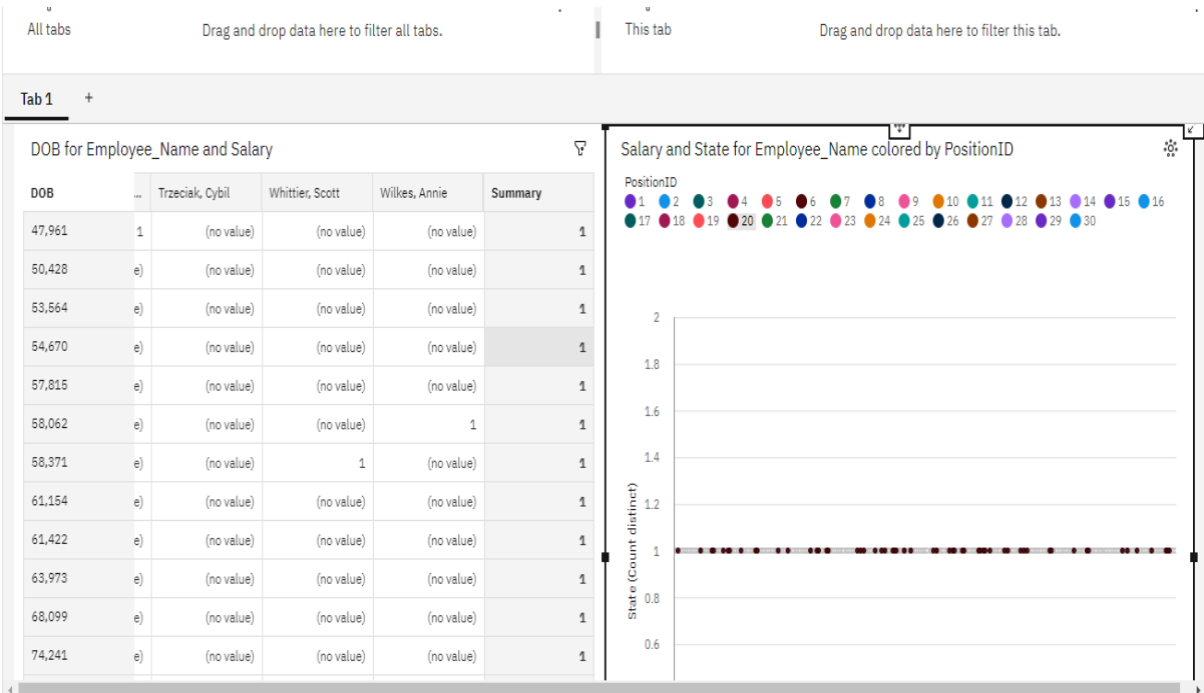 All tabs Drag and drop data here to filter all tabs. This tab Drag and drop data here to filter this tab.
Tab 1 +
DOB for Employee_Name and Salary
DOB ... Trzeciak, Cybil Whittier, Scott Wilkes, Annie Summary
47,961 1 (no value) (no value) (no value) 1
50,428 e) (no value) (no value) (no value) 1
53,564 e) (no value) (no value) (no value) 1
54,670 e) (no value) (no value) (no value) 1
57,815 e) (no value) (no value) (no value) 1
58,062 e) (no value) (no value) 1 1
58,371 e) (no value) 1 (no value) 1
61,154 e) (no value) (no value) (no value) 1
61,422 e) (no value) (no value) (no value) 1
63,973 e) (no value) (no value) (no value) 1
68,099 e) (no value) (no value) (no value) 1
74,241 e) (no value) (no value) (no value) 1
Salary and State for Employee_Name colored by PositionID
PositionID
1 2 3 4 5 6 7 8 9 10 11 12 13 14 15 16
17 18 19 20 21 22 23 24 25 26 27 28 29 30
2
1.8
1.6
1.4
1.2
1
0.8
0.6
State (Count distinct)